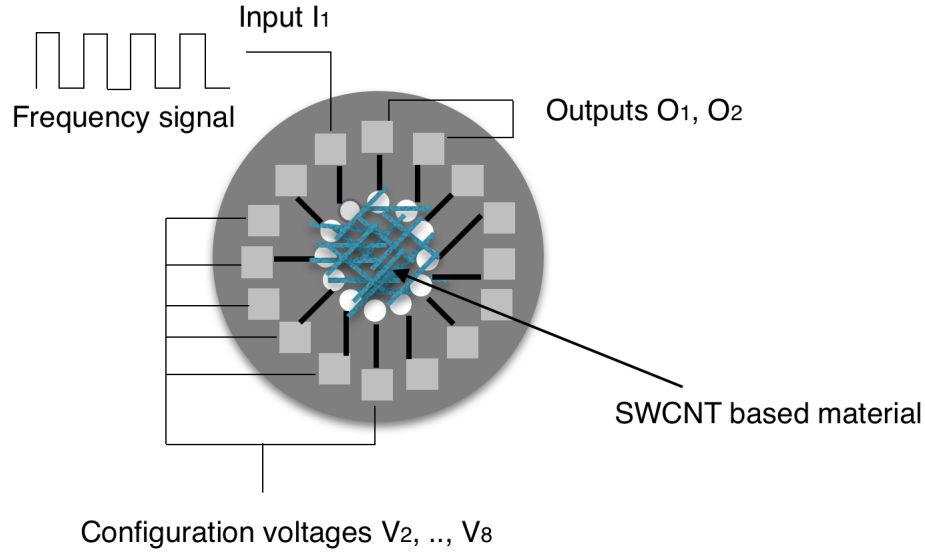 Input I1
Frequency signal
Outputs O1, O2
SWCNT based material
Configuration voltages V2, .., V8